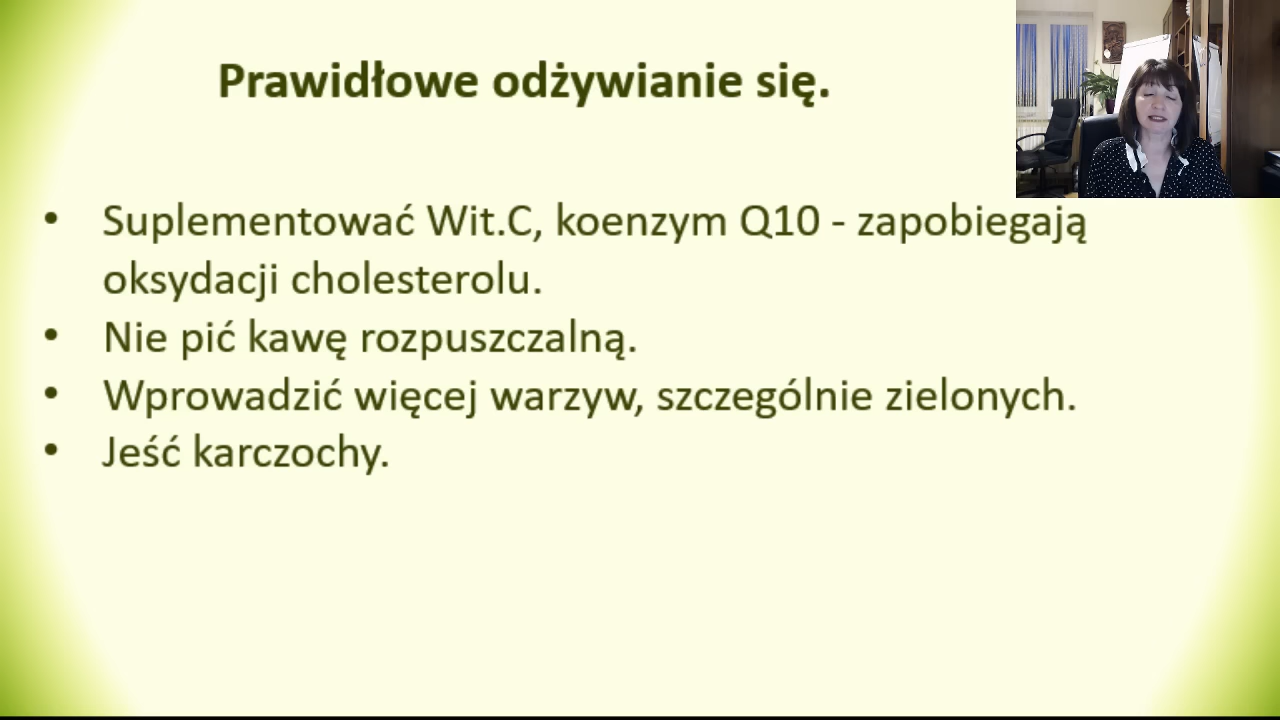 Prawidłowe odżywianie się.
• Suplementować Wit.C, koenzym Q10 - zapobiegają
oksydacji cholesterolu.
• Nie pić kawę rozpuszczalną.
• Wprowadzić więcej warzyw, szczególnie zielonych.
• Jeść karczochy.